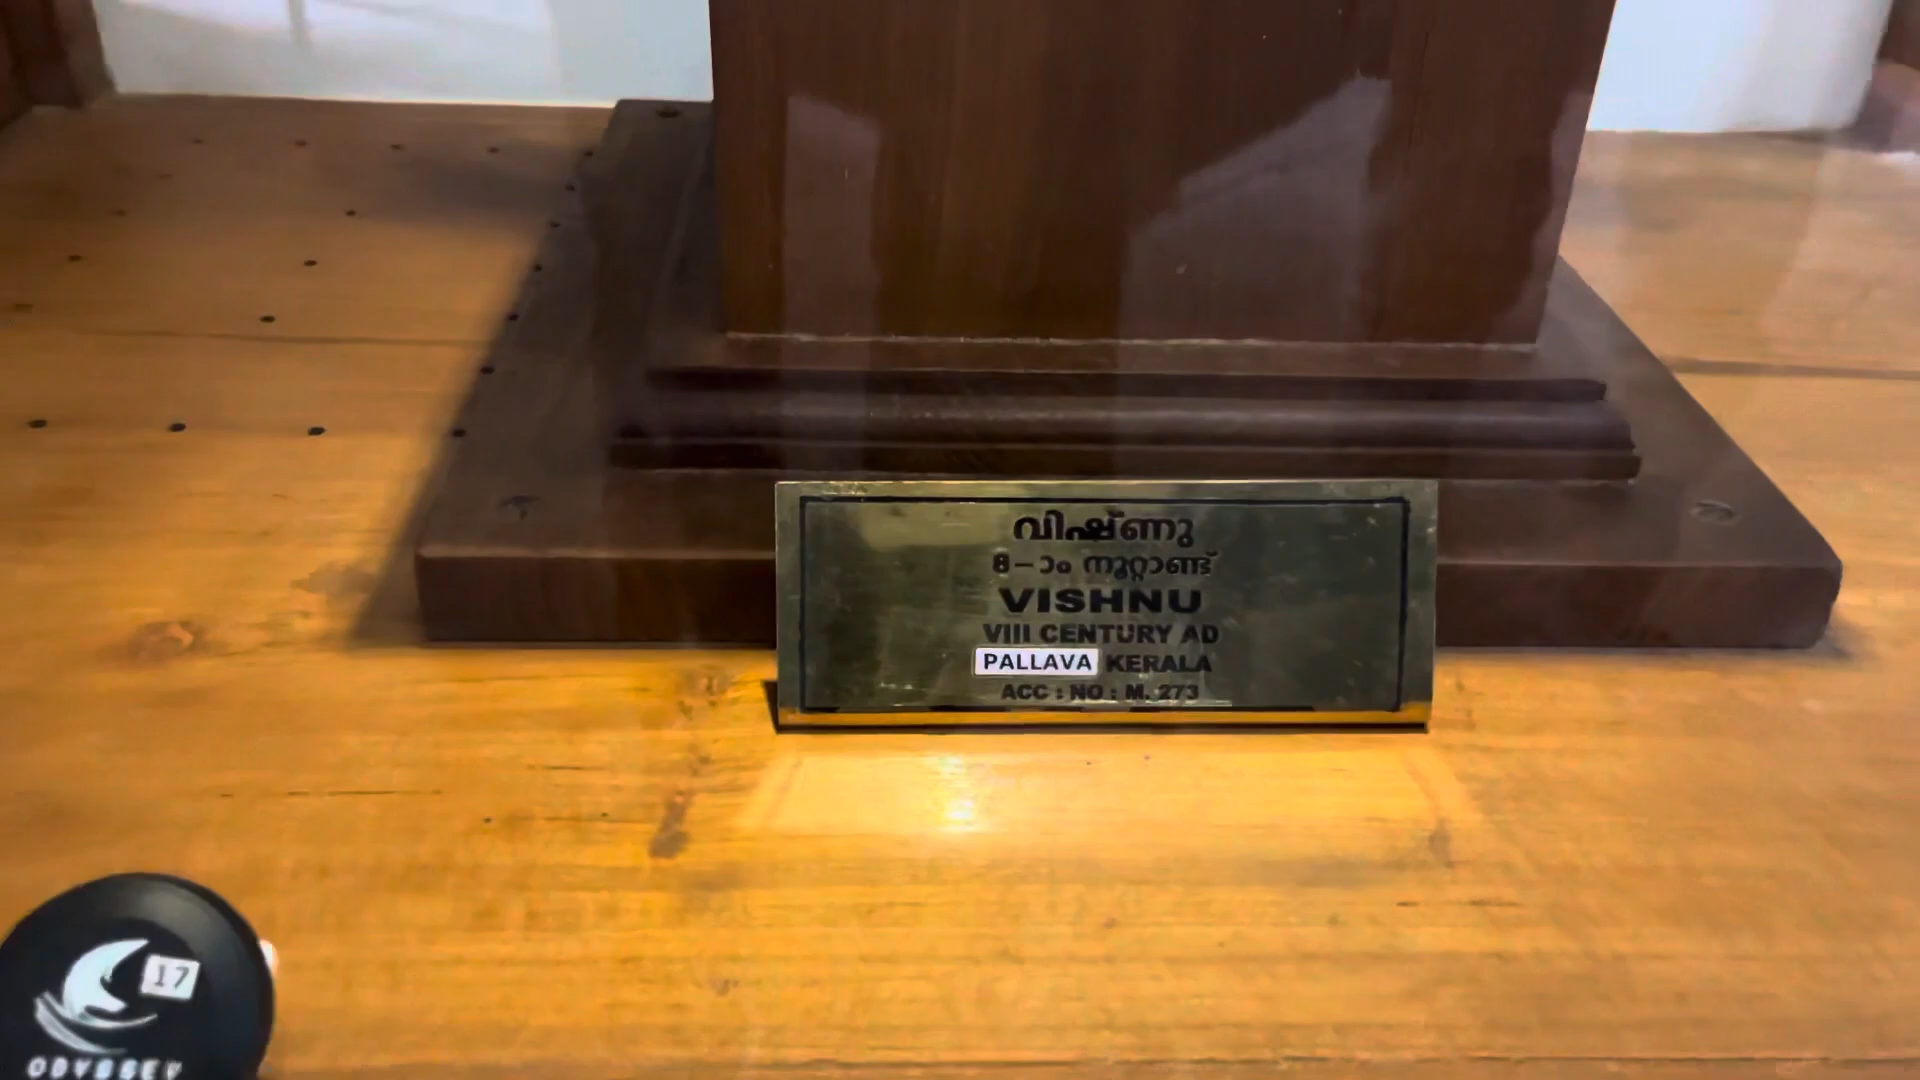 വിഷ്ണു
8-ാം നൂറ്റാണ്ട്
VISHNU
VIII CENTURY AD
PALLAVA KERALA
ACC : NO : M. 273
17
ODYSSEY